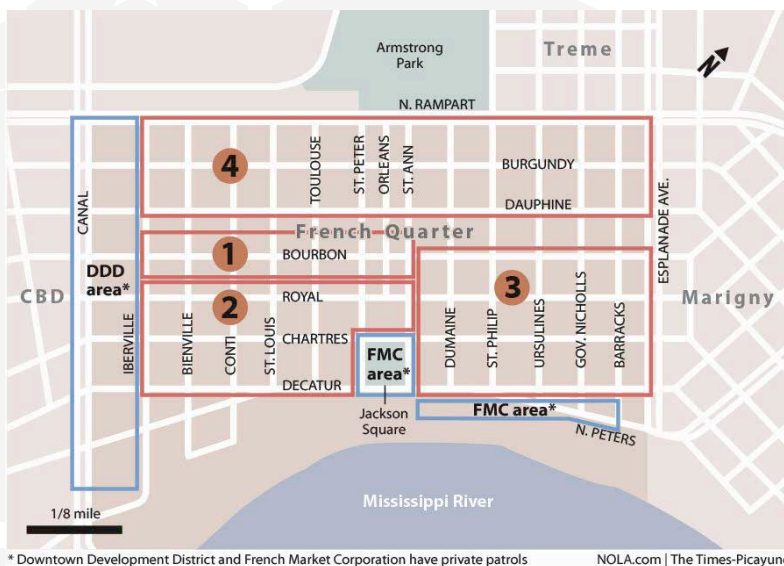 Armstrong
Park
Treme
N
N. RAMPART
4
TOULOUSE
ST. PETER
ORLEANS
ST. ANN
BURGUNDY
DAUPHINE
CANAL
ESPLANADE AVE.
French Quarter
1
BOURBON
DDD
area*
CBD
2
ROYAL
3
Marigny
IBERVILLE
BIENVILLE
CONTI
ST. LOUIS
CHARTRES
FMC
area*
DUMAINE
ST. PHILIP
URSULINES
GOV. NICHOLLS
BARRACKS
DECATUR
Jackson
Square
FMC area*
N. PETERS
Mississippi River
1/8 mile
* Downtown Development District and French Market Corporation have private patrols
NOLA.com | The Times-Picayun